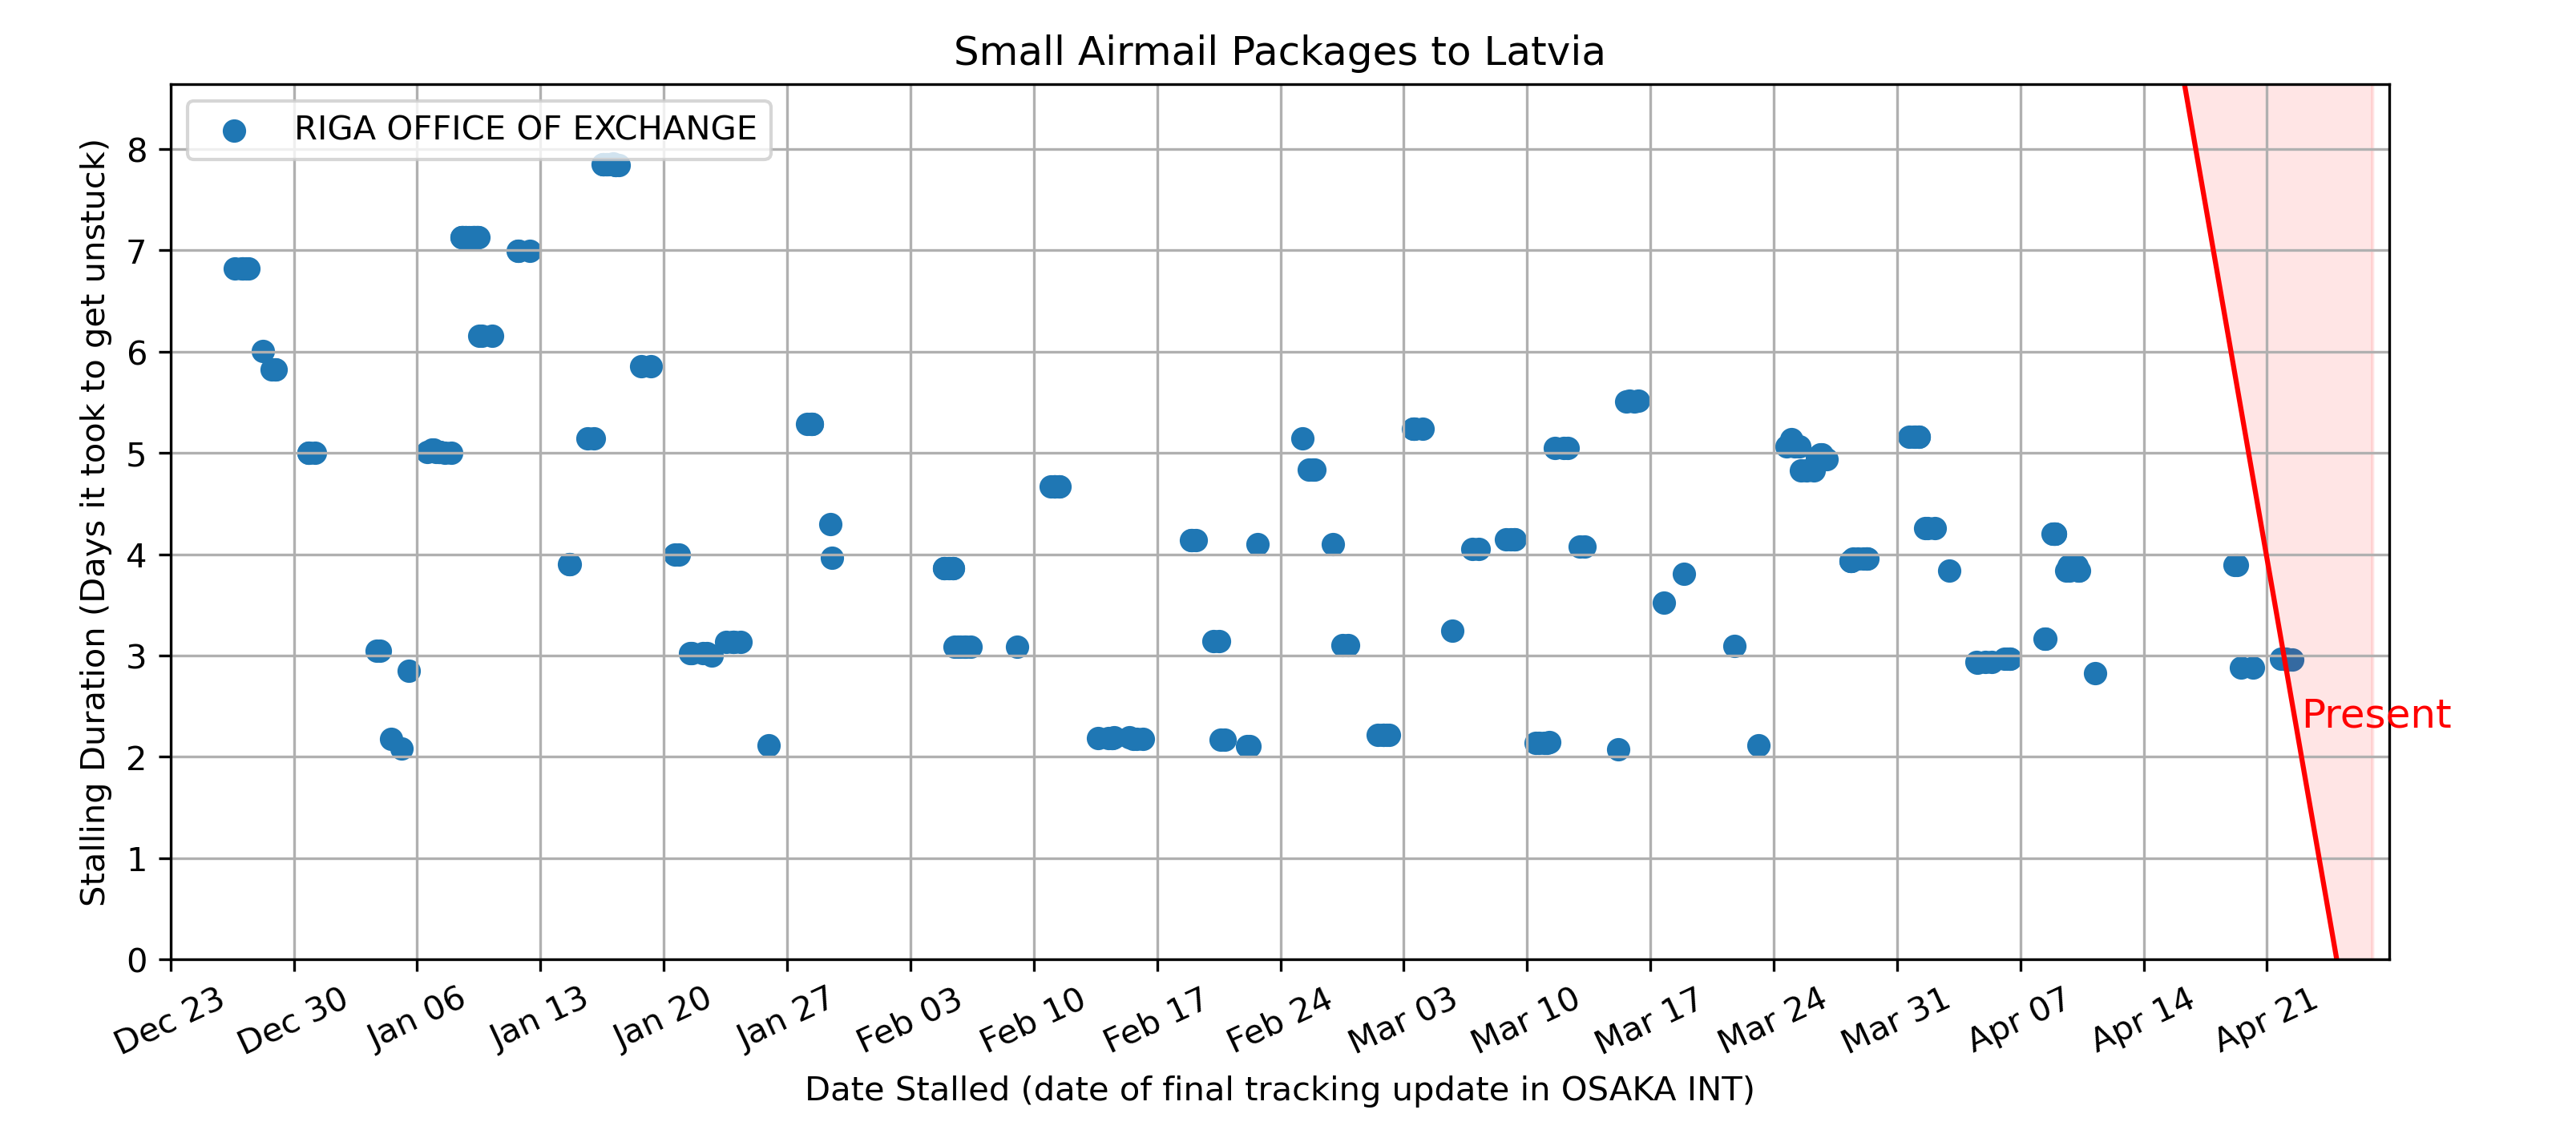 Small Airmail Packages to Latvia
RIGA OFFICE OF EXCHANGE
Stalling Duration (Days it took to get unstuck)
8
7
6
5
4
3
2
1
0
Present
Dec 23
Dec 30
Jan 06
Jan 13
Jan 20
Jan 27
Feb 03
Feb 10
Feb 17
Feb 24
Mar 03
Mar 10
Mar 17
Mar 24
Mar 31
Apr 07
Apr 14
Apr 21
Date Stalled (date of final tracking update in OSAKA INT)